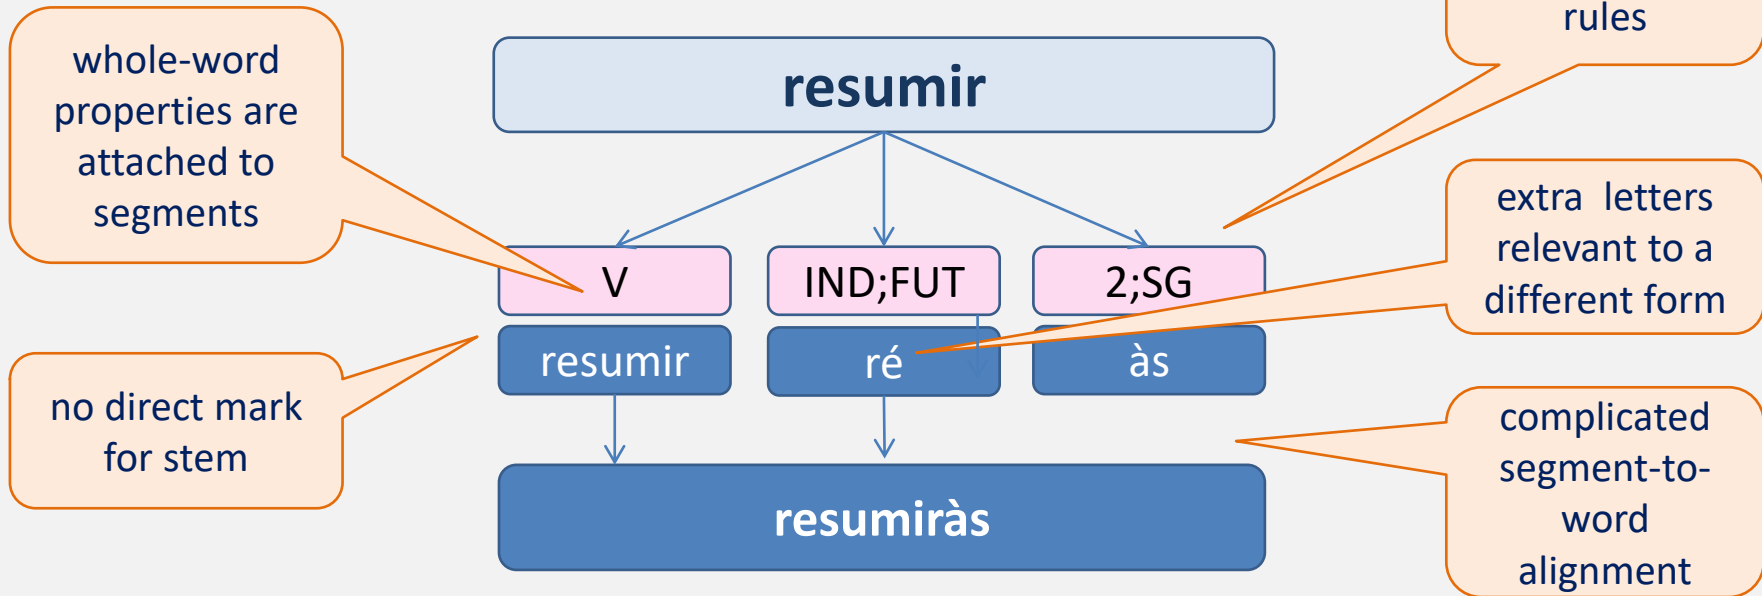 rules
whole-word
properties are
attached to
segments
resumir
extra letters
relevant to a
different form
V
IND;FUT
2;SG
resumir
ré
às
no direct mark
for stem
complicated
segment-to-
word
alignment
resumiràs